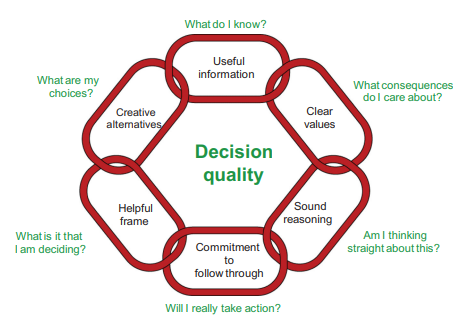 What do I know?
Useful
information
What are my
choices?
Creative
alternatives
What consequences
do I care about?
Clear
values
Decision
quality
Helpful
frame
Sound
reasoning
What is it that
I am deciding?
Am I thinking
straight about this?
Commitment
to
follow through
Will I really take action?